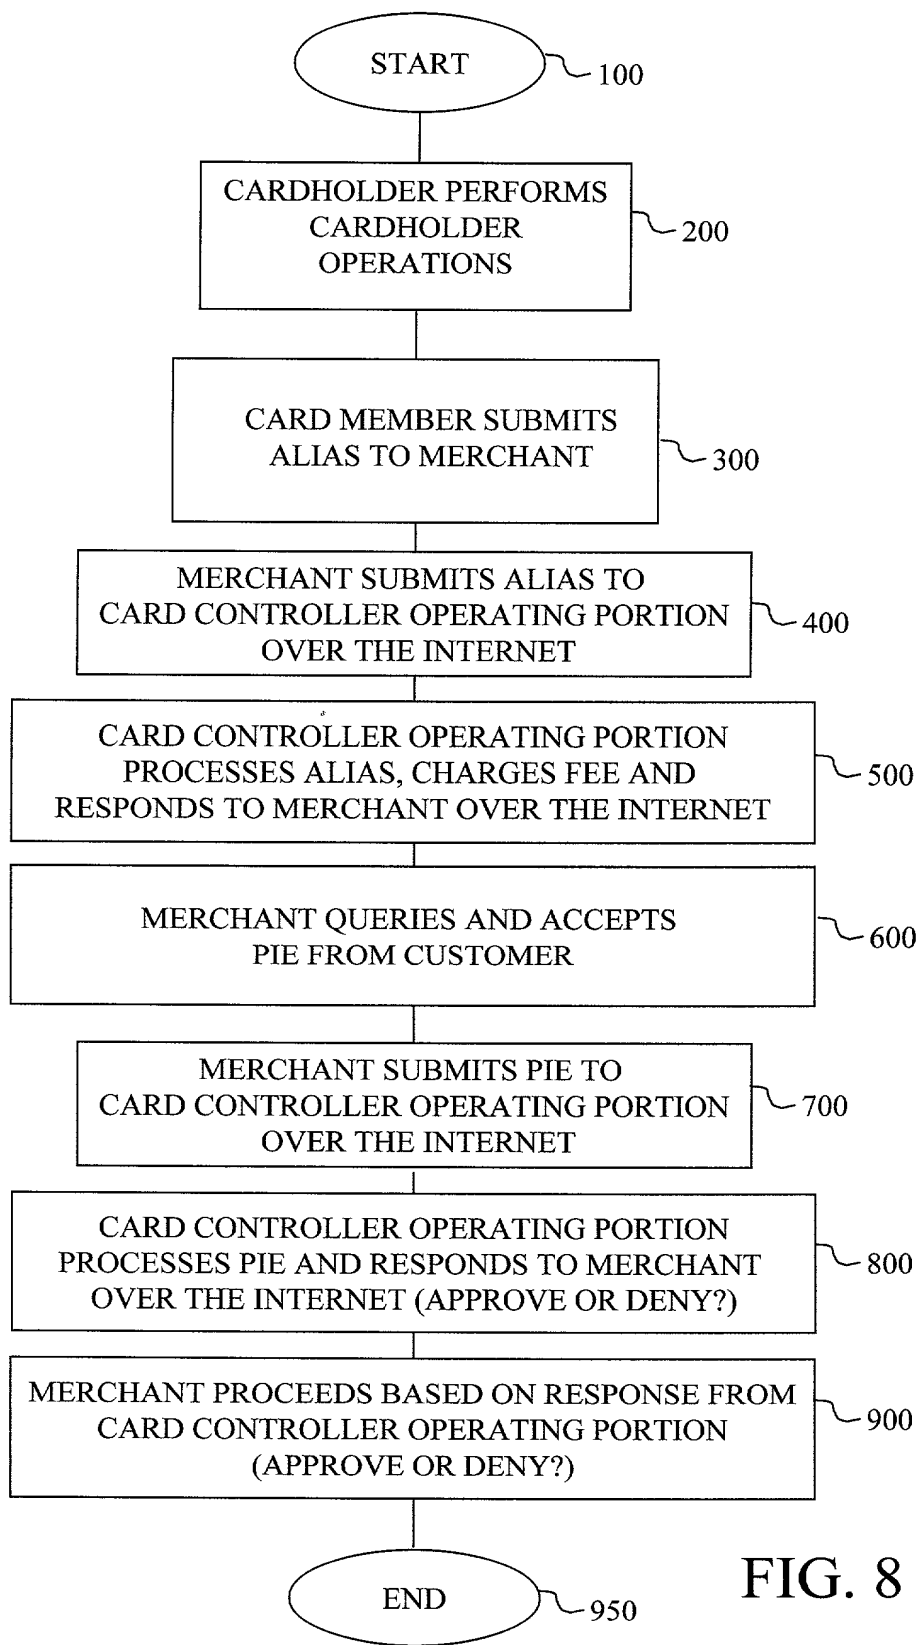 START
100
CARDHOLDER PERFORMS
CARDHOLDER
OPERATIONS
200
CARD MEMBER SUBMITS
ALIAS TO MERCHANT
300
MERCHANT SUBMITS ALIAS TO
CARD CONTROLLER OPERATING PORTION
OVER THE INTERNET
400
CARD CONTROLLER OPERATING PORTION
PROCESSES ALIAS, CHARGES FEE AND
RESPONDS TO MERCHANT OVER THE INTERNET
500
MERCHANT QUERIES AND ACCEPTS
PIE FROM CUSTOMER
600
MERCHANT SUBMITS PIE TO
CARD CONTROLLER OPERATING PORTION
OVER THE INTERNET
700
CARD CONTROLLER OPERATING PORTION
PROCESSES PIE AND RESPONDS TO MERCHANT
OVER THE INTERNET (APPROVE OR DENY?)
800
MERCHANT PROCEEDS BASED ON RESPONSE FROM
CARD CONTROLLER OPERATING PORTION
(APPROVE OR DENY?)
900
END
950
FIG. 8